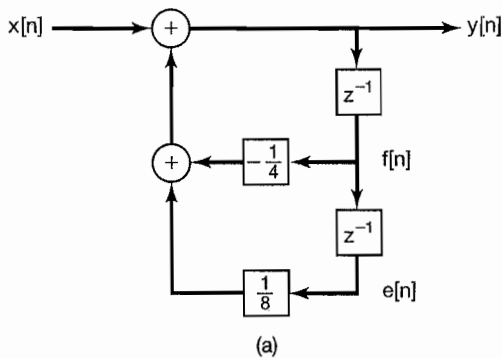 x[n] + y[n]
z⁻¹
+ −1/4 f[n]
z⁻¹
1/8 e[n]
(a)